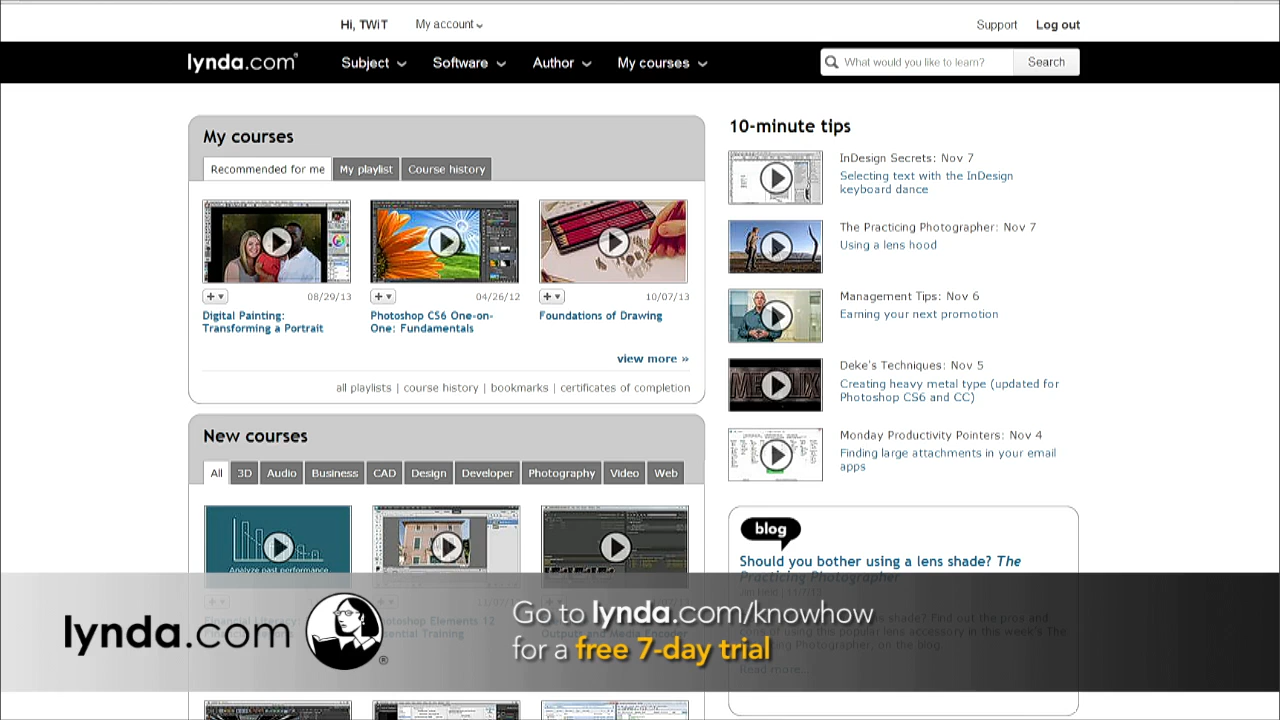 Hi, TWiT
My account
Support
Log out
lynda.com®
Subject
Software
Author
My courses
What would you like to learn?
Search
My courses
Recommended for me
My playlist
Course history
08/29/13
04/26/12
10/07/13
Digital Painting:
Transforming a Portrait
Photoshop CS6 One-on-
One: Fundamentals
Foundations of Drawing
view more »
all playlists | course history | bookmarks | certificates of completion
New courses
All
3D
Audio
Business
CAD
Design
Developer
Photography
Video
Web
Analyze past performance
10-minute tips
InDesign Secrets: Nov 7
Selecting text with the InDesign
keyboard dance
The Practicing Photographer: Nov 7
Using a lens hood
Management Tips: Nov 6
Earning your next promotion
Deke's Techniques: Nov 5
Creating heavy metal type (updated for
Photoshop CS6 and CC)
Monday Productivity Pointers: Nov 4
Finding large attachments in your email
apps
blog
Should you bother using a lens shade? The
Practicing Photographer
lynda.com®
Go to lynda.com/knowhow
for a free 7-day trial